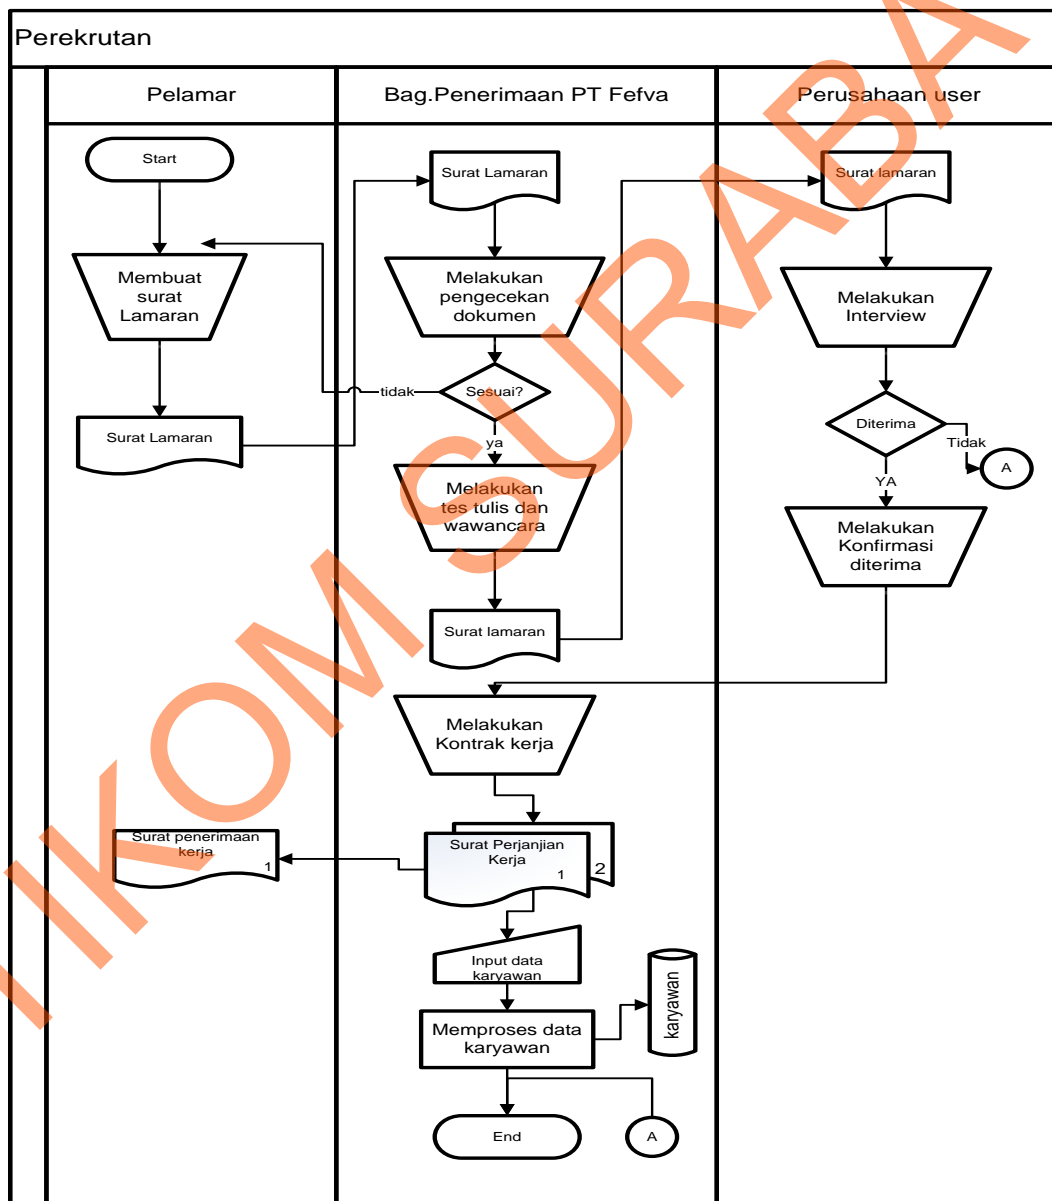 Perekrutan
Pelamar
Bag.Penerimaan PT Fefva
Perusahaan user
Start
Surat Lamaran
Surat lamaran
Membuat
surat
Lamaran
Melakukan
pengecekan
dokumen
Melakukan
Interview
tidak
Sesuai?
Diterima
Tidak
A
Surat Lamaran
ya
YA
Melakukan
tes tulis dan
wawancara
Melakukan
Konfirmasi
diterima
Surat lamaran
Melakukan
Kontrak kerja
Surat penerimaan
kerja
1
Surat Perjanjian
Kerja
1
2
Input data
karyawan
karyawan
Memproses data
karyawan
End
A
IKOM SURABA